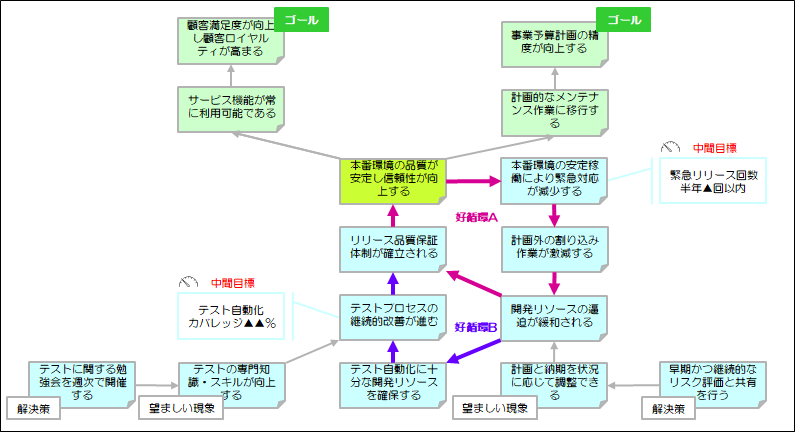 ゴール
顧客満足度が向上
し顧客ロイヤル
ティが高まる
ゴール
事業予算計画の精
度が向上する
サービス機能が常
に利用可能である
計画的なメンテナ
ンス作業に移行す
る
本番環境の品質が
安定し信頼性が向
上する
本番環境の安定稼
働により緊急対応
が減少する
中間目標
緊急リリース回数
半年▲回以内
好循環A
リリース品質保証
体制が確立される
計画外の割り込み
作業が激減する
中間目標
テスト自動化
カバレッジ▲▲%
テストプロセスの
継続的改善が進む
好循環B
開発リソースの逼
迫が緩和される
テストに関する勉
強会を週次で開催
する
解決策
テストの専門知
識・スキルが向上
する
望ましい現象
テスト自動化に十
分な開発リソース
を確保する
計画と納期を状況
に応じて調整でき
る
望ましい現象
早期かつ継続的な
リスク評価と共有
を行う
解決策